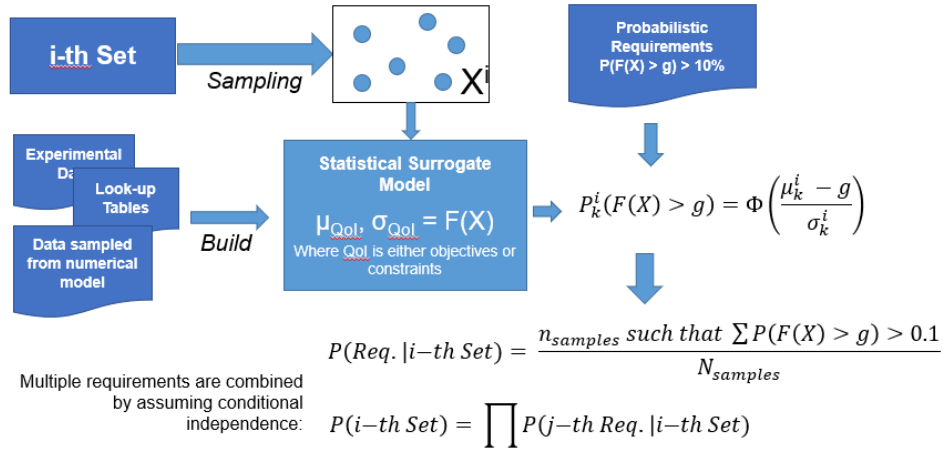 i-th Set
Sampling
X^i
Probabilistic
Requirements
P(F(X) > g) > 10%
Experimental
Da
Look-up
Tables
Data sampled
from numerical
model
Build
Statistical Surrogate
Model
μ_QoI, σ_QoI = F(X)
Where QoI is either objectives or
constraints
P_k^i(F(X) > g) = Φ((μ_k^i − g)/σ_k^i)
P(Req. |i−th Set) = (n_samples such that ∑ P(F(X) > g) > 0.1)/N_samples
Multiple requirements are combined
by assuming conditional
independence:
P(i−th Set) = ∏ P(j−th Req. |i−th Set)